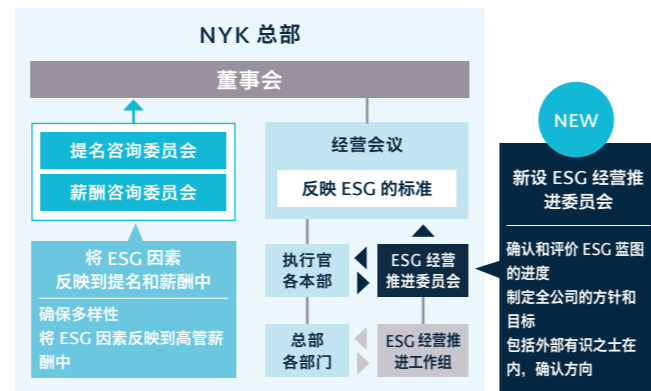 NYK 总部
董事会
提名咨询委员会
薪酬咨询委员会
将 ESG 因素
反映到提名和薪酬中
确保多样性
将 ESG 因素反映到高管薪
酬中
经营会议
反映 ESG 的标准
执行官
各本部
ESG 经营
推进委员会
总部
各部门
ESG 经营推
进工作组
NEW
新设 ESG 经营推
进委员会
确认和评价 ESG 蓝图
的进度
制定全公司的方针和
目标
包括外部有识之士在
内，确认方向